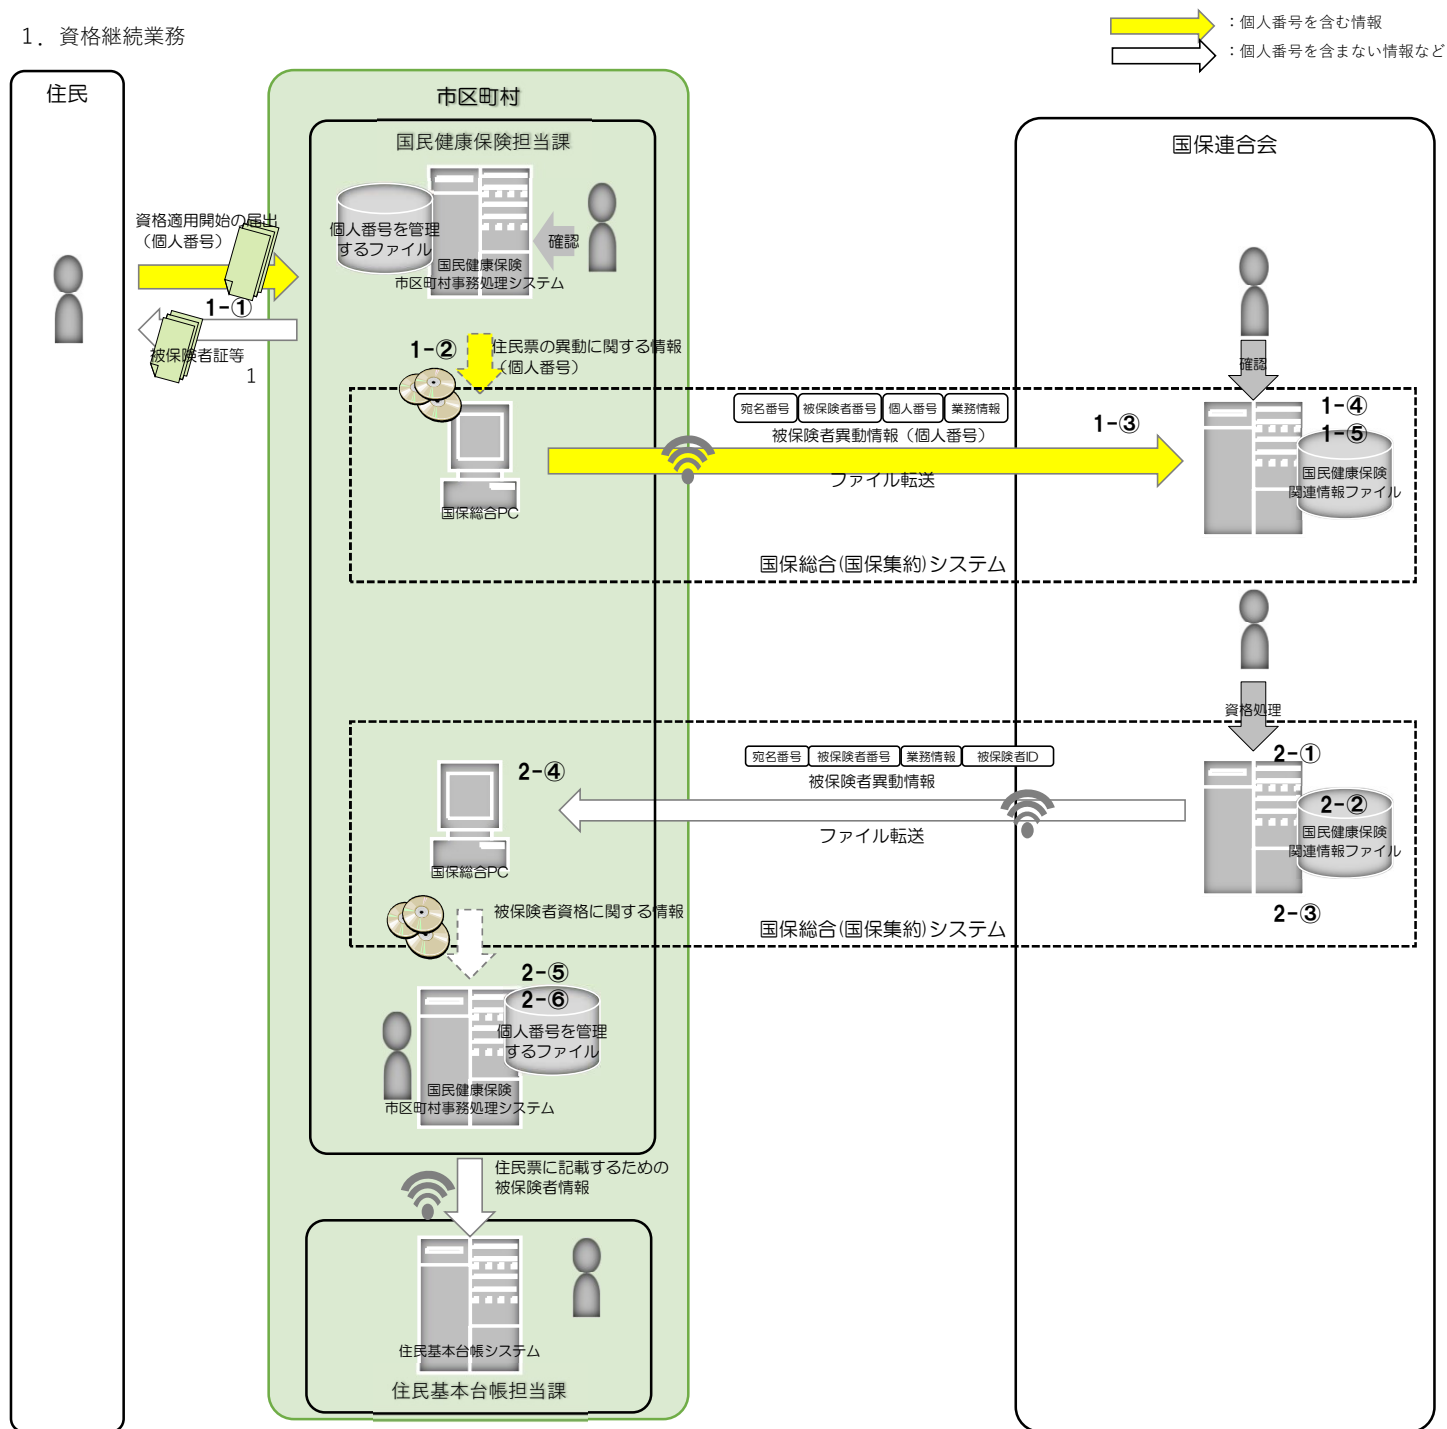 1．資格継続業務
：個人番号を含む情報
：個人番号を含まない情報など
住民
市区町村
国民健康保険担当課
国保連合会
資格適用開始の届出
（個人番号）
1-①
被保険者証等
1
個人番号を管理
するファイル
確認
国民健康保険
市区町村事務処理システム
1-②
住民票の異動に関する情報
（個人番号）
国保総合PC
宛名番号
被保険者番号
個人番号
業務情報
被保険者異動情報（個人番号）
1-③
ファイル転送
確認
1-④
1-⑤
国民健康保険
関連情報ファイル
国保総合(国保集約)システム
資格処理
2-①
2-②
国民健康保険
関連情報ファイル
2-③
宛名番号
被保険者番号
業務情報
被保険者ID
被保険者異動情報
ファイル転送
2-④
国保総合PC
国保総合(国保集約)システム
被保険者資格に関する情報
2-⑤
2-⑥
個人番号を管理
するファイル
国民健康保険
市区町村事務処理システム
住民票に記載するための
被保険者情報
住民基本台帳システム
住民基本台帳担当課